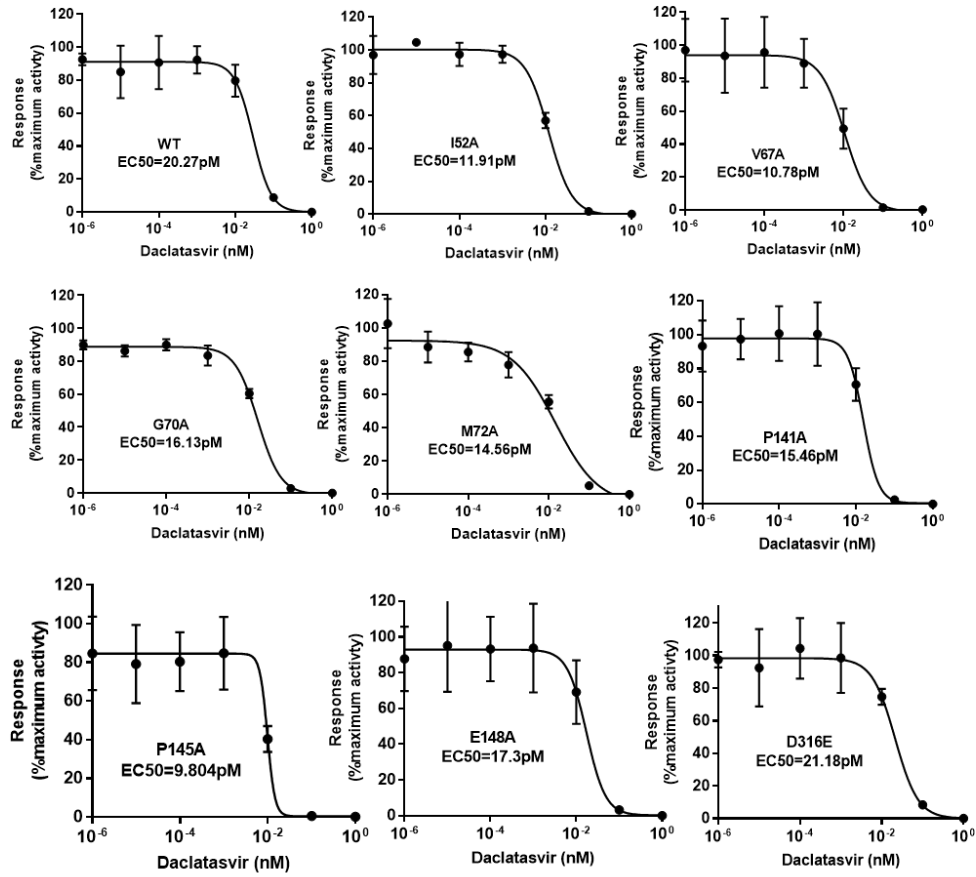 Response
(%maximum activty)
120
100
80
60
40
20
0
WT
EC50=20.27pM
10-6
10-4
10-2
100
Daclatasvir (nM)
Response
(%maximum activty)
120
100
80
60
40
20
0
I52A
EC50=11.91pM
10-6
10-4
10-2
100
Daclatasvir (nM)
Response
(%maximum activty)
120
100
80
60
40
20
0
V67A
EC50=10.78pM
10-6
10-4
10-2
100
Daclatasvir (nM)
Response
(%maximum activty)
120
100
80
60
40
20
0
G70A
EC50=16.13pM
10-6
10-4
10-2
100
Daclatasvir (nM)
Response
(%maximum activty)
120
100
80
60
40
20
0
M72A
EC50=14.56pM
10-6
10-4
10-2
100
Daclatasvir (nM)
Response
(%maximum activty)
120
100
80
60
40
20
0
P141A
EC50=15.46pM
10-6
10-4
10-2
100
Daclatasvir (nM)
Response
(%maximum activty)
120
100
80
60
40
20
0
P145A
EC50=9.804pM
10-6
10-4
10-2
100
Daclatasvir (nM)
Response
(%maximum activty)
120
100
80
60
40
20
0
E148A
EC50=17.3pM
10-6
10-4
10-2
100
Daclatasvir (nM)
Response
(%maximum activty)
120
100
80
60
40
20
0
D316E
EC50=21.18pM
10-6
10-4
10-2
100
Daclatasvir (nM)